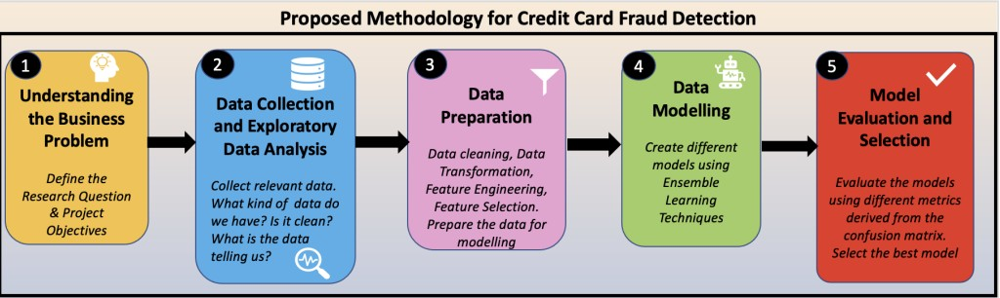 Proposed Methodology for Credit Card Fraud Detection
1
Understanding
the Business
Problem
Define the
Research Question
& Project
Objectives
2
Data Collection
and Exploratory
Data Analysis
Collect relevant data.
What kind of data do
we have? Is it clean?
What is the data
telling us?
3
Data
Preparation
Data cleaning, Data
Transformation,
Feature Engineering,
Feature Selection.
Prepare the data for
modelling
4
Data
Modelling
Create different
models using
Ensemble
Learning
Techniques
5
Model
Evaluation and
Selection
Evaluate the models
using different metrics
derived from the
confusion matrix.
Select the best model